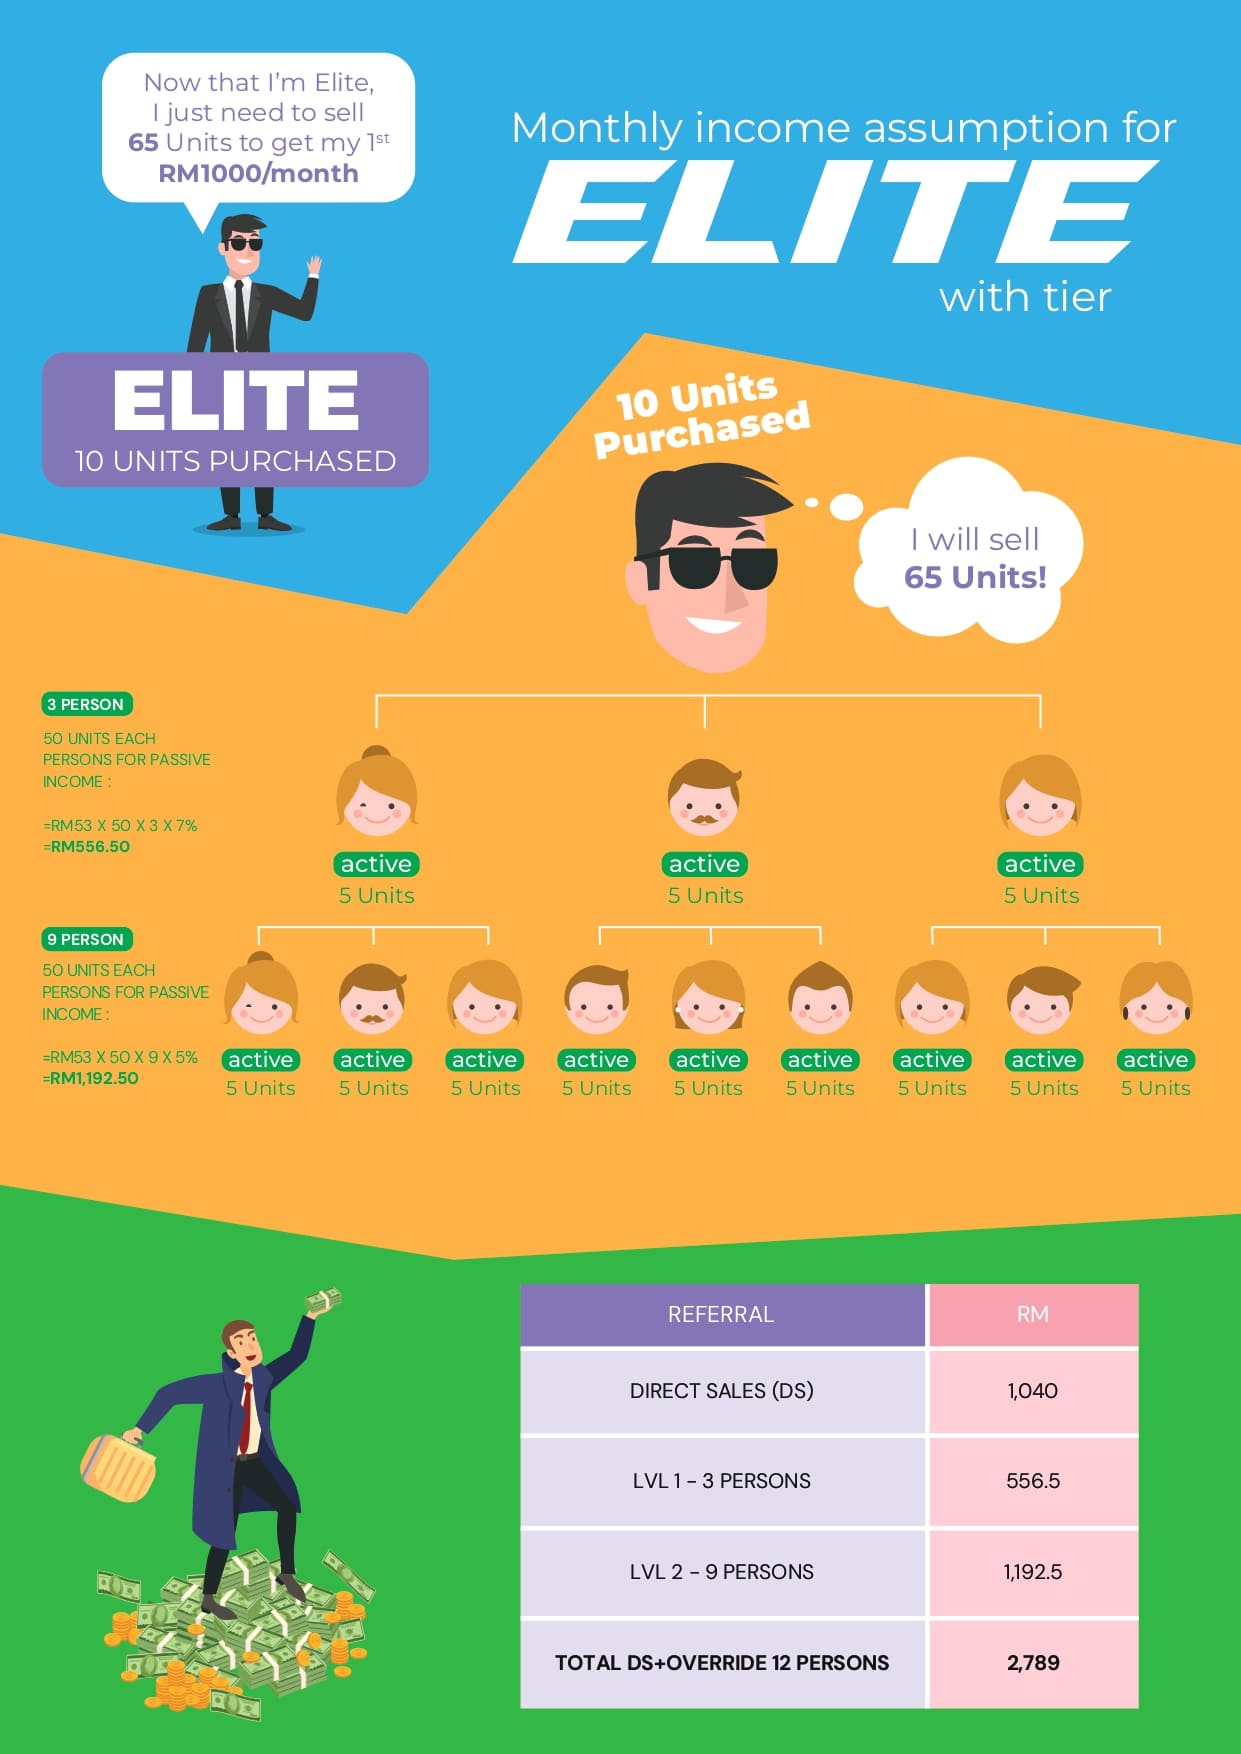 Now that I'm Elite,
I just need to sell
65 Units to get my 1st
RM1000/month
Monthly income assumption for
ELITE
with tier
ELITE
10 UNITS PURCHASED
10 Units
Purchased
I will sell
65 Units!
3 PERSON
50 UNITS EACH
PERSONS FOR PASSIVE
INCOME :
=RM53 X 50 X 3 X 7%
=RM556.50
active active active
5 Units 5 Units 5 Units
9 PERSON
50 UNITS EACH
PERSONS FOR PASSIVE
INCOME :
=RM53 X 50 X 9 X 5%
=RM1,192.50
active active active active active active active active active
5 Units 5 Units 5 Units 5 Units 5 Units 5 Units 5 Units 5 Units 5 Units
REFERRAL RM
DIRECT SALES (DS) 1,040
LVL 1 - 3 PERSONS 556.5
LVL 2 - 9 PERSONS 1,192.5
TOTAL DS+OVERRIDE 12 PERSONS 2,789